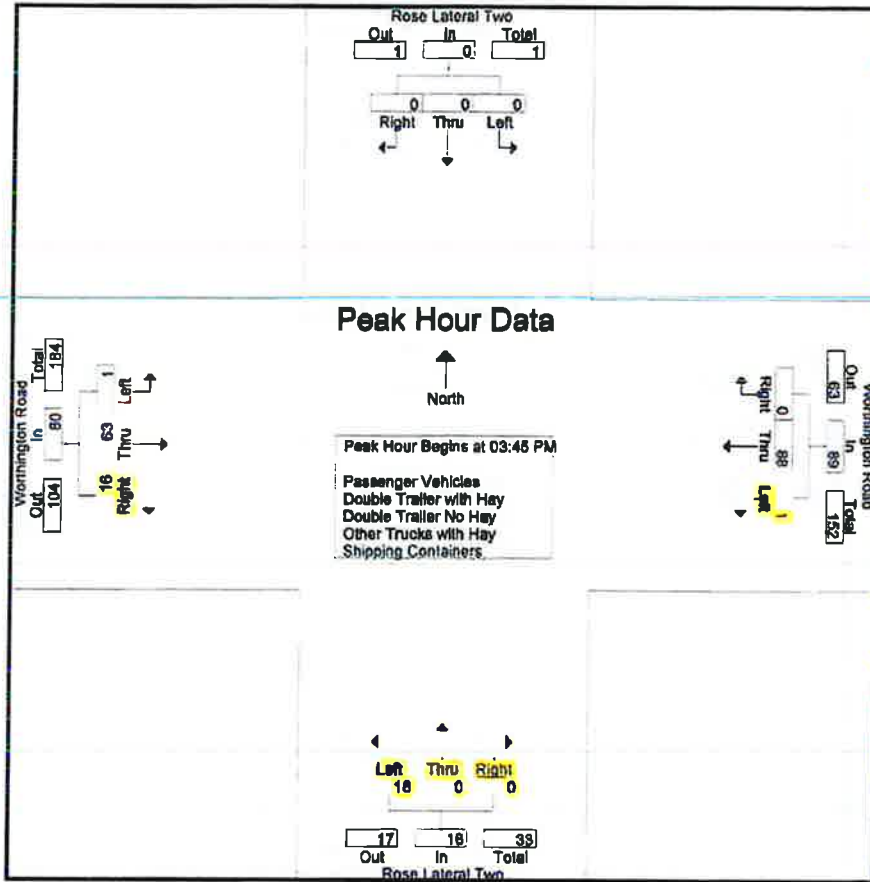 Rose Lateral Two
Out In Total
1 0 1
0 0 0
Right Thru Left
Peak Hour Data
North
Peak Hour Begins at 03:45 PM
Passenger Vehicles
Double Trailer with Hay
Double Trailer No Hay
Other Trucks with Hay
Shipping Containers
Worthington Road
Out In Total
104 80 184
Right Thru Left
16 63 1
Worthington Road
Out In Total
63 89 152
Right Thru Left
0 88 1
Left Thru Right
16 0 0
17 16 33
Out In Total
Rose Lateral Two